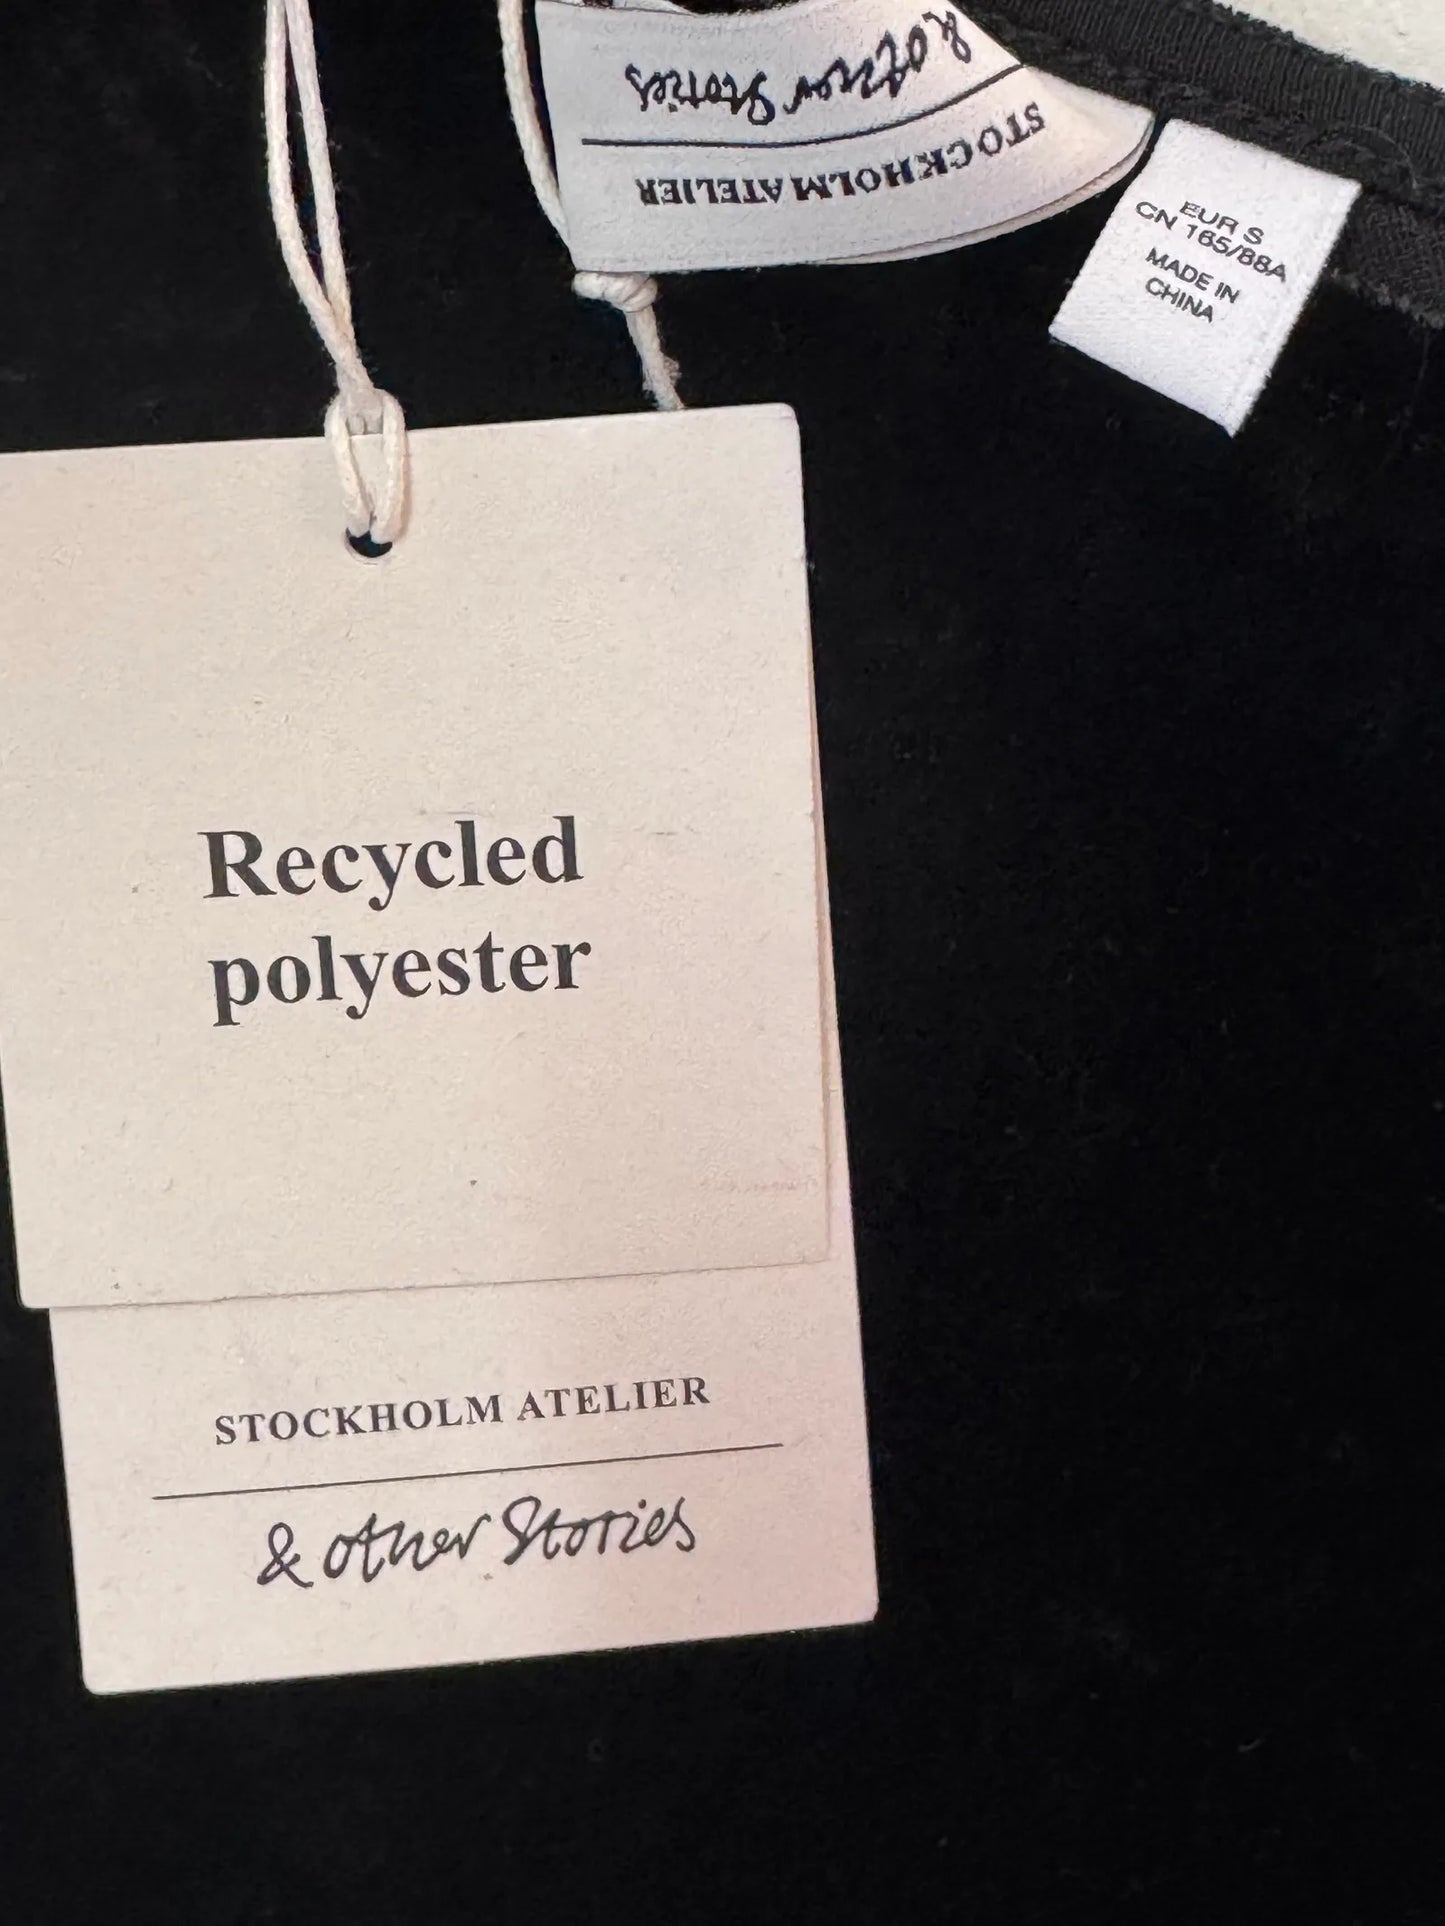 & other Stories
STOCKHOLM ATELIER
EUR S
CN 165/88A
MADE IN
CHINA
Recycled
polyester
STOCKHOLM ATELIER
& other Stories